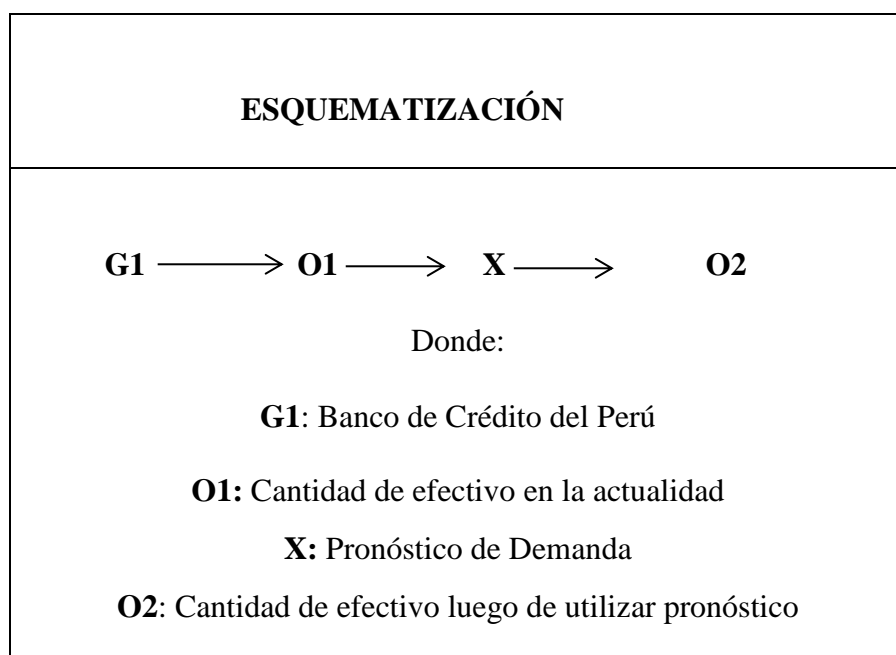 ESQUEMATIZACIÓN
G1 O1 X O2
Donde:
G1: Banco de Crédito del Perú
O1: Cantidad de efectivo en la actualidad
X: Pronóstico de Demanda
O2: Cantidad de efectivo luego de utilizar pronóstico